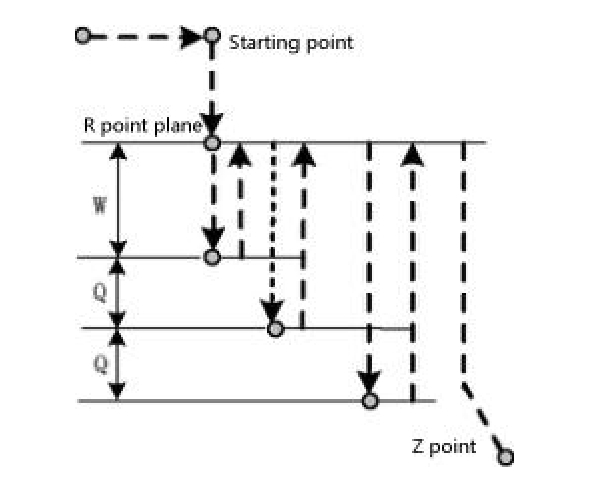 Starting point
R point plane
W
Q
Q
Z point